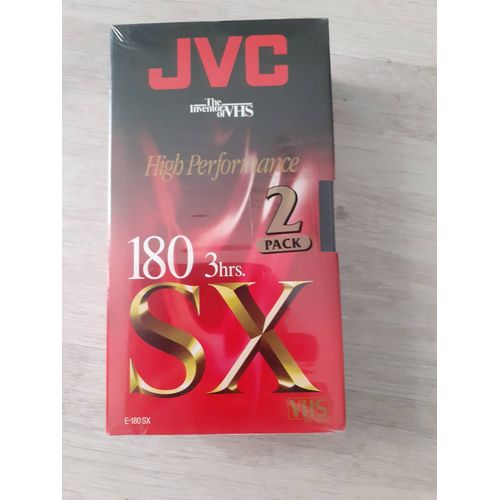 JVC
The
Inventor
of VHS
High Performance
2
PACK
180 3hrs.
SX
VHS
E-180 SX